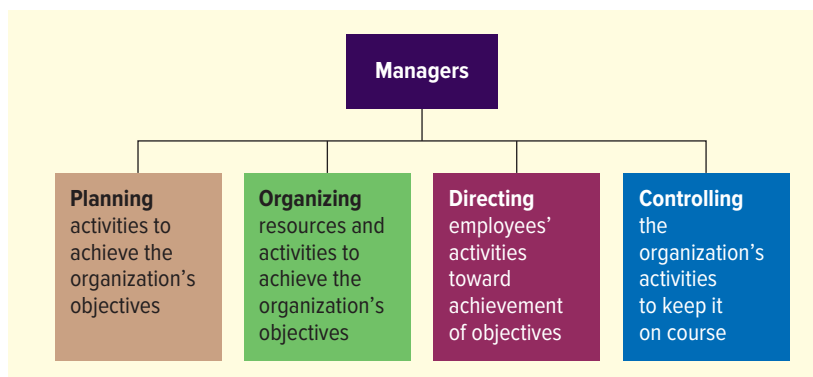 Managers
Planning
activities to
achieve the
organization's
objectives
Organizing
resources and
activities to
achieve the
organization's
objectives
Directing
employees'
activities
toward
achievement
of objectives
Controlling
the
organization's
activities
to keep it
on course